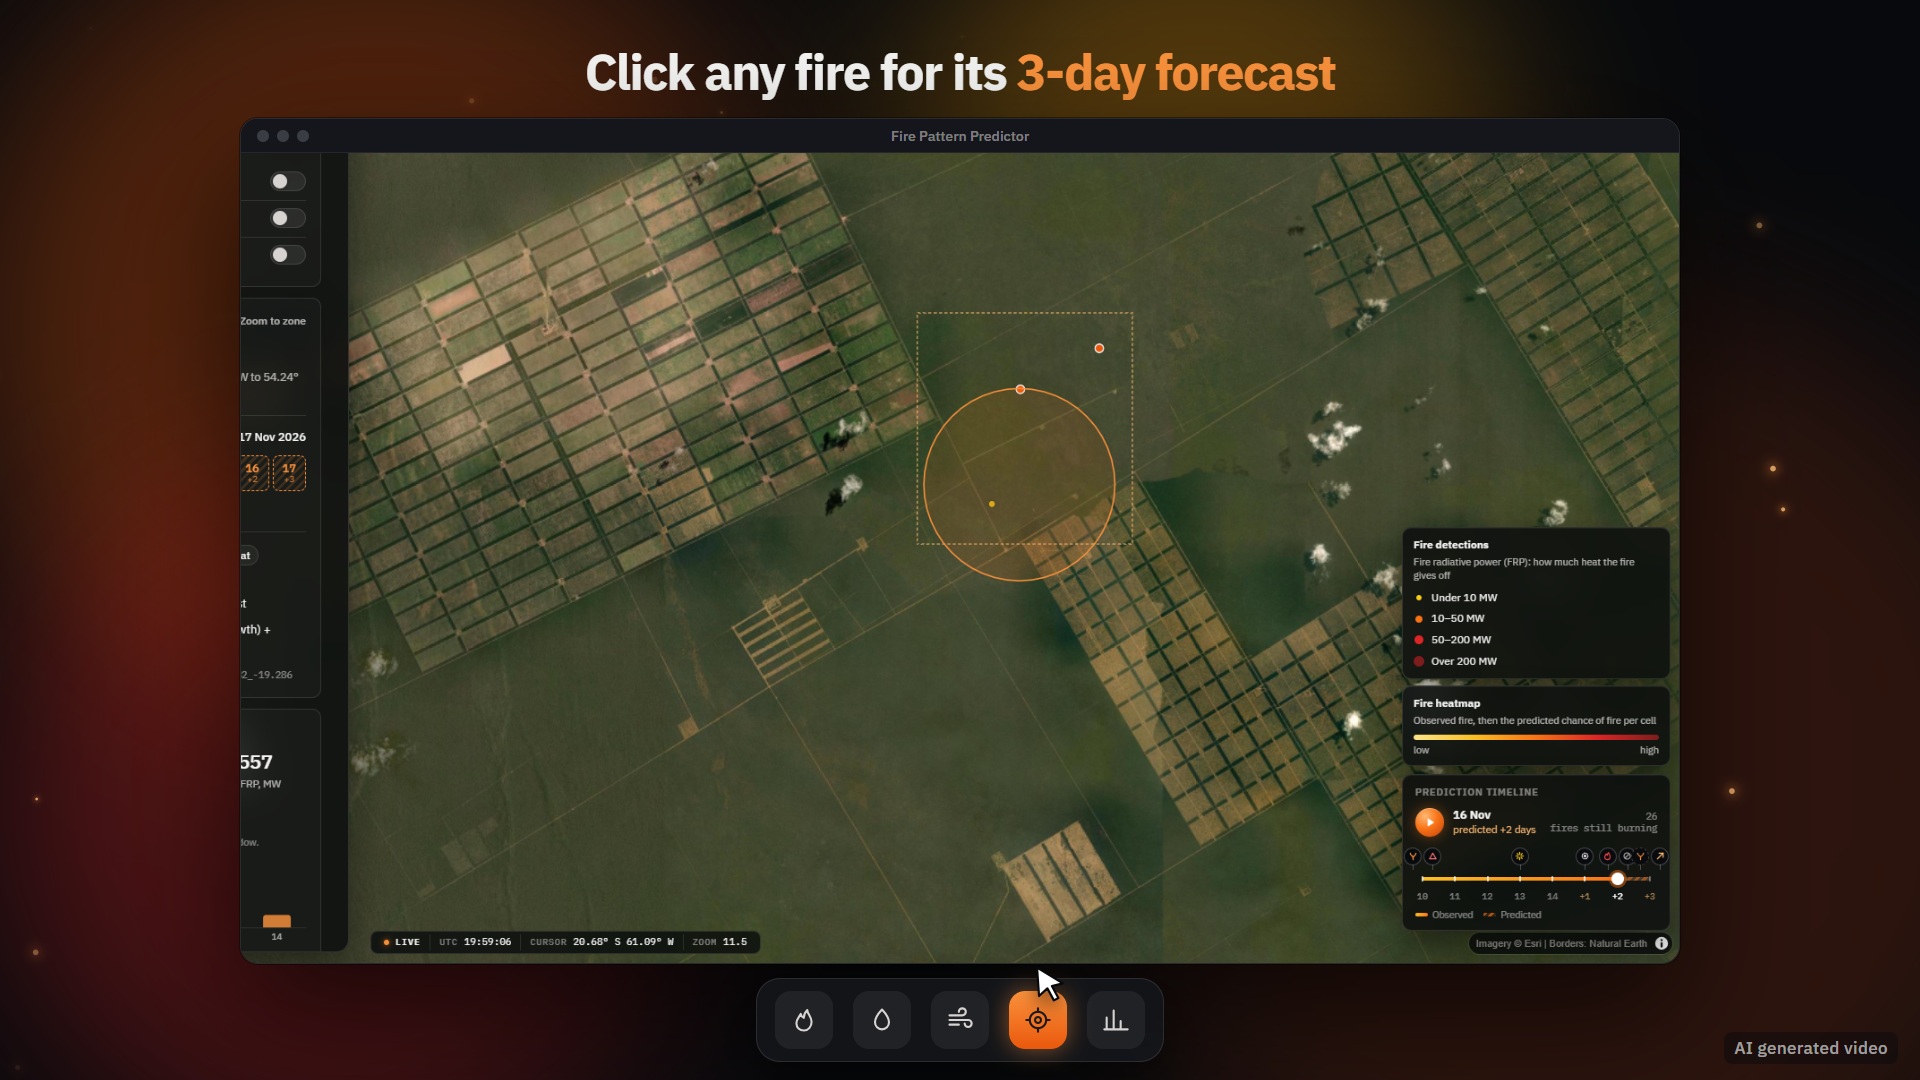 Click any fire for its 3-day forecast
Fire Pattern Predictor
Zoom to zone
W to 54.24°
17 Nov 2026
16
+2
17
+3
at
st
wth) +
2_-19.286
557
FRP, MW
low.
14
Fire detections
Fire radiative power (FRP): how much heat the fire
gives off
Under 10 MW
10–50 MW
50–200 MW
Over 200 MW
Fire heatmap
Observed fire, then the predicted chance of fire per cell
low high
PREDICTION TIMELINE
16 Nov
predicted +2 days
26
fires still burning
10 11 12 13 14 +1 +2 +3
Observed Predicted
LIVE UTC 19:59:06 CURSOR 20.68° S 61.09° W ZOOM 11.5
Imagery © Esri | Borders: Natural Earth
AI generated video